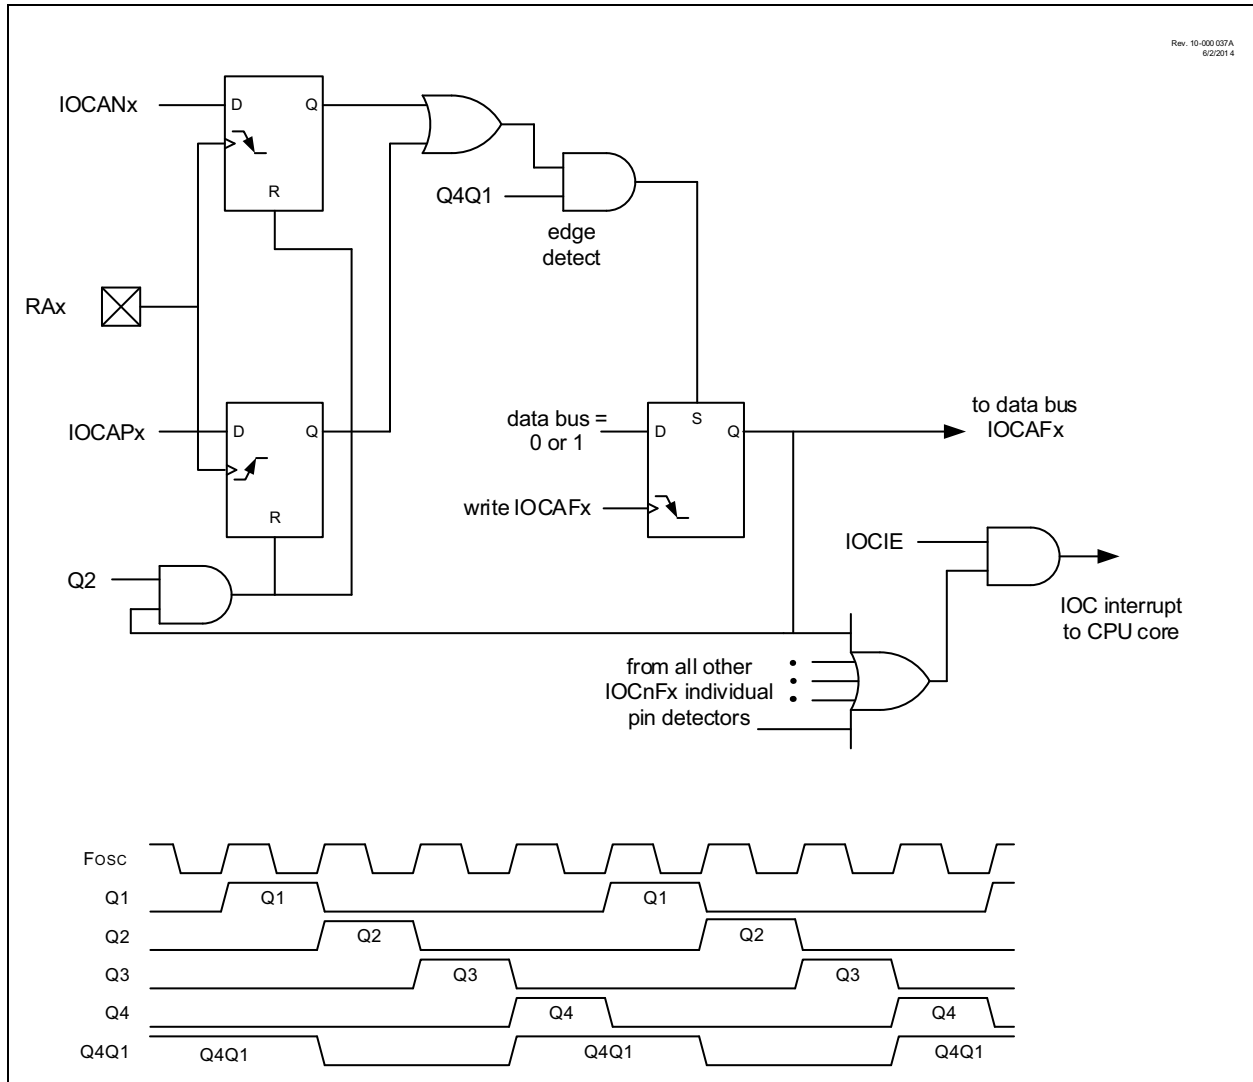 Rev. 10-000037A
6/2/2014
IOCANx
D
Q
R
Q4Q1
edge
detect
RAx
IOCAPx
D
Q
R
data bus =
0 or 1
S
D
Q
to data bus
IOCAFx
write IOCAFx
IOCIE
Q2
IOC interrupt
to CPU core
from all other
IOCnFx individual
pin detectors
FOSC
Q1
Q1
Q1
Q2
Q2
Q2
Q3
Q3
Q3
Q4
Q4
Q4
Q4Q1
Q4Q1
Q4Q1
Q4Q1